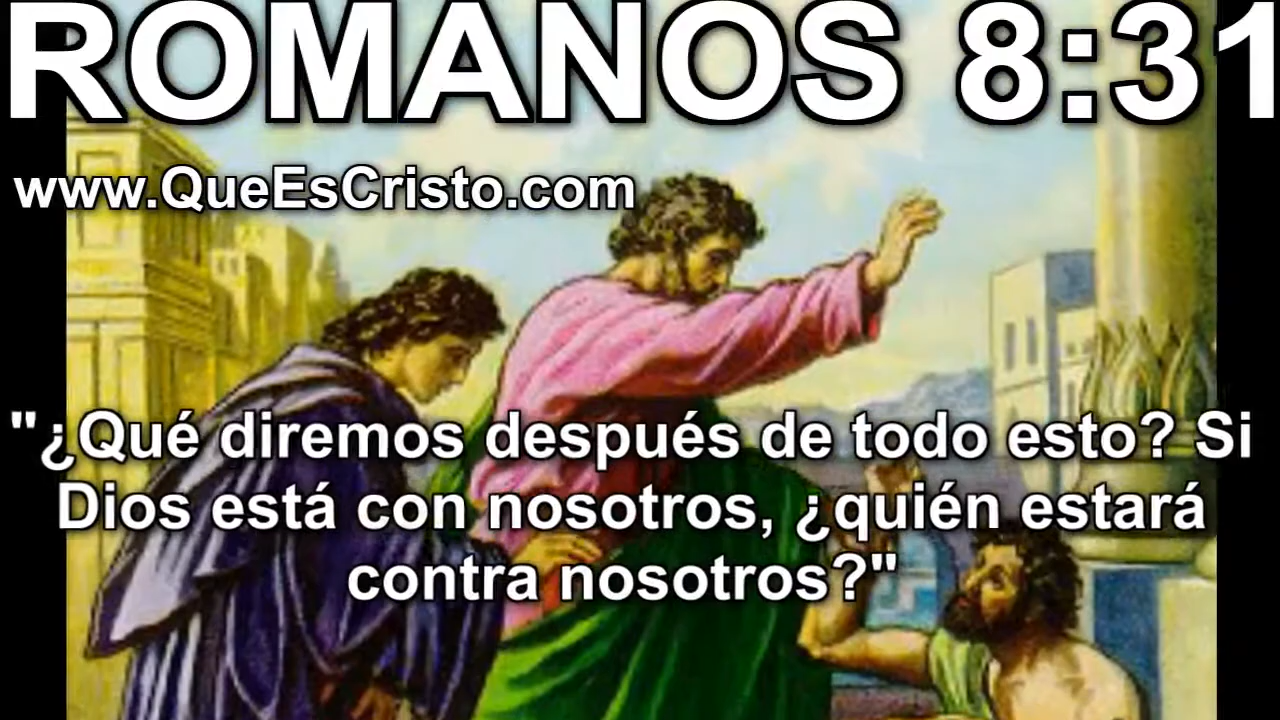 ROMANOS 8:31
www.QueEsCristo.com
"¿Qué diremos después de todo esto? Si
Dios está con nosotros, ¿quién estará
contra nosotros?"